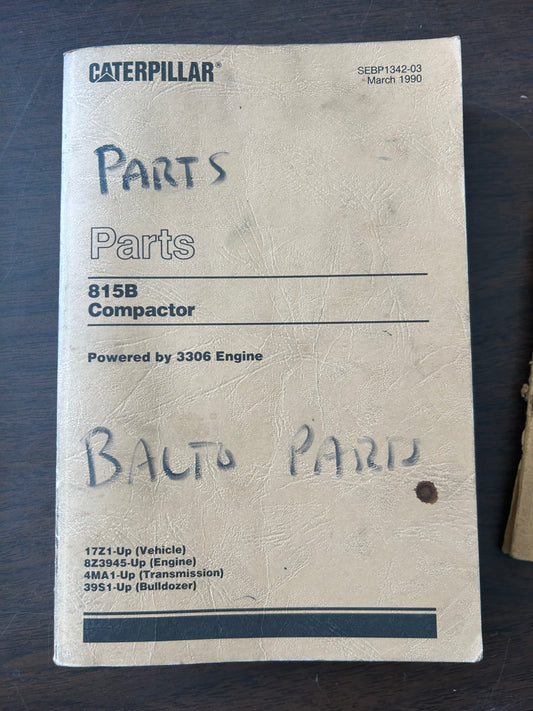 CATERPILLAR®
SEBP1342-03
March 1990
PARTS
Parts
815B
Compactor
Powered by 3306 Engine
BALTO PARTS
17Z1-Up (Vehicle)
8Z3945-Up (Engine)
4MA1-Up (Transmission)
39S1-Up (Bulldozer)